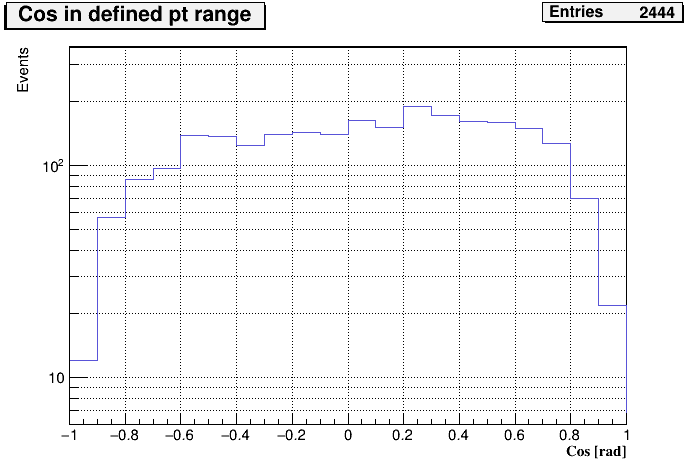 Cos in defined pt range
Entries 2444
Events
10²
10
−1 −0.8 −0.6 −0.4 −0.2 0 0.2 0.4 0.6 0.8 1
Cos [rad]